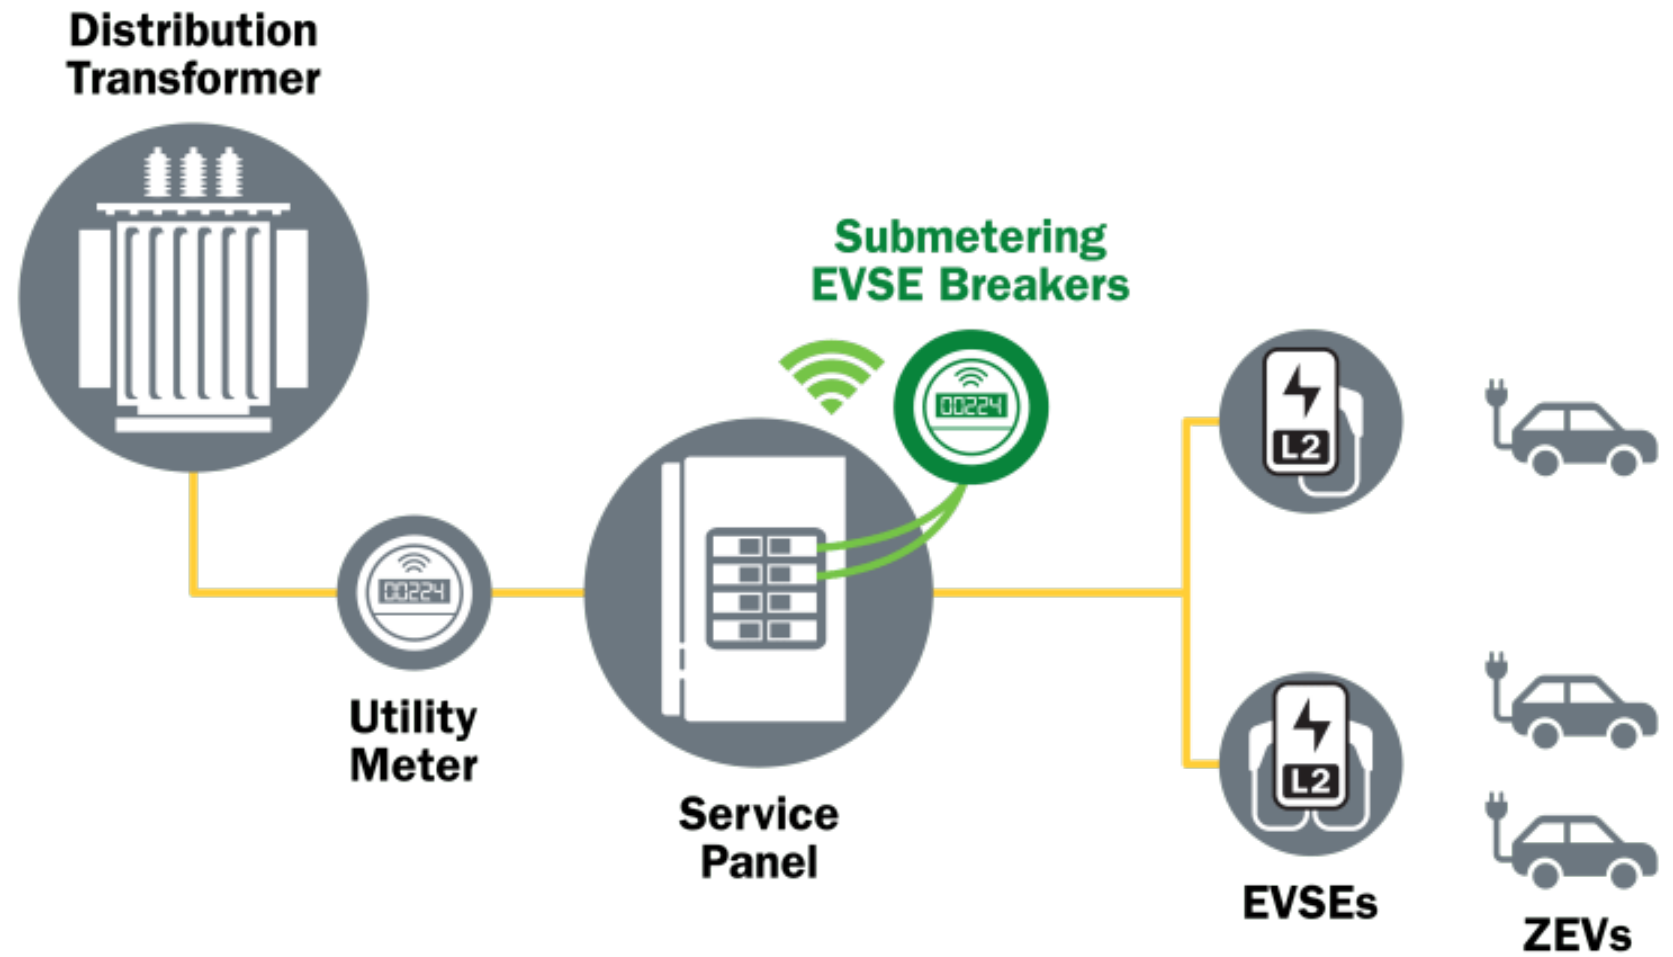 Distribution
Transformer
Submetering
EVSE Breakers
00224
L2
00224
Utility
Meter
L2
Service
Panel
EVSEs
ZEVs